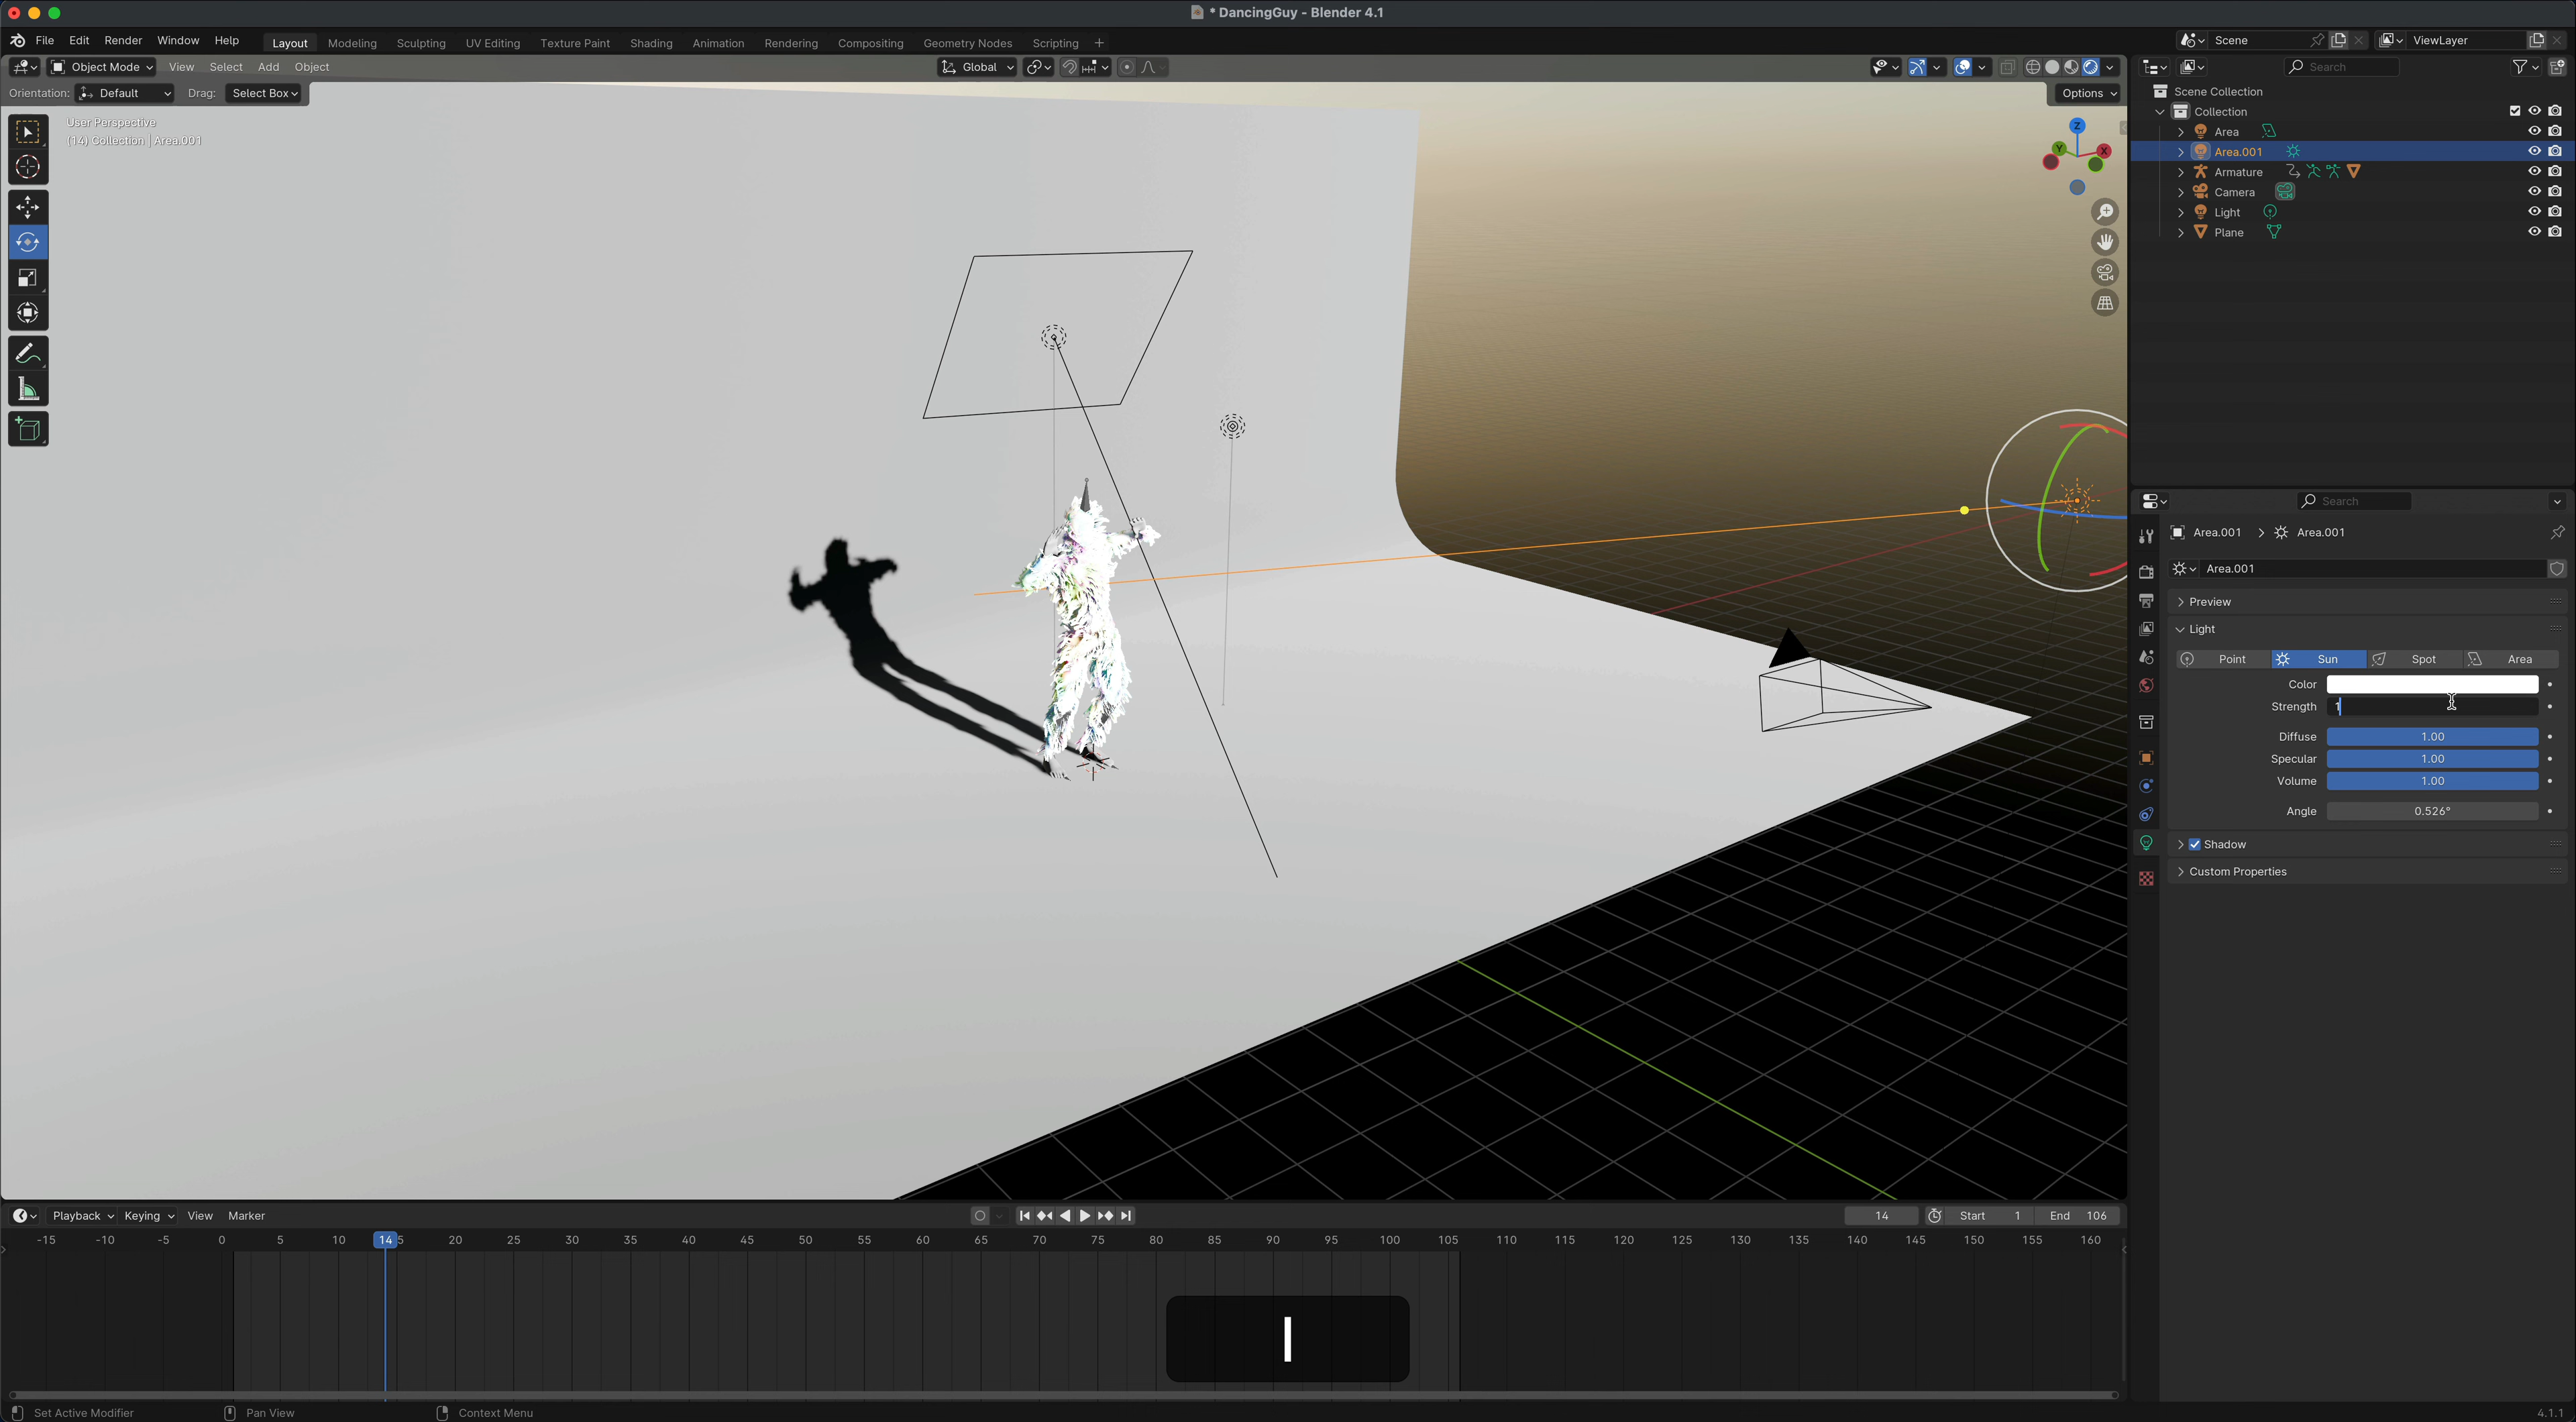 * DancingGuy - Blender 4.1
File Edit Render Window Help Layout Modeling Sculpting UV Editing Texture Paint Shading Animation Rendering Compositing Geometry Nodes Scripting + Scene ViewLayer
Object Mode View Select Add Object Global Search
Orientation: Default Drag: Select Box Options
User Perspective
(14) Collection | Area.001
Z
Y X
Scene Collection
Collection
Area
Area.001
Armature
Camera
Light
Plane
Search
Area.001 > Area.001
Area.001
Preview
Light
Point Sun Spot Area
Color
Strength 1
Diffuse 1.00
Specular 1.00
Volume 1.00
Angle 0.526°
Shadow
Custom Properties
Playback Keying View Marker 14 Start 1 End 106
-15 -10 -5 0 5 10 14 5 20 25 30 35 40 45 50 55 60 65 70 75 80 85 90 95 100 105 110 115 120 125 130 135 140 145 150 155 160
Set Active Modifier Pan View Context Menu 4.1.1